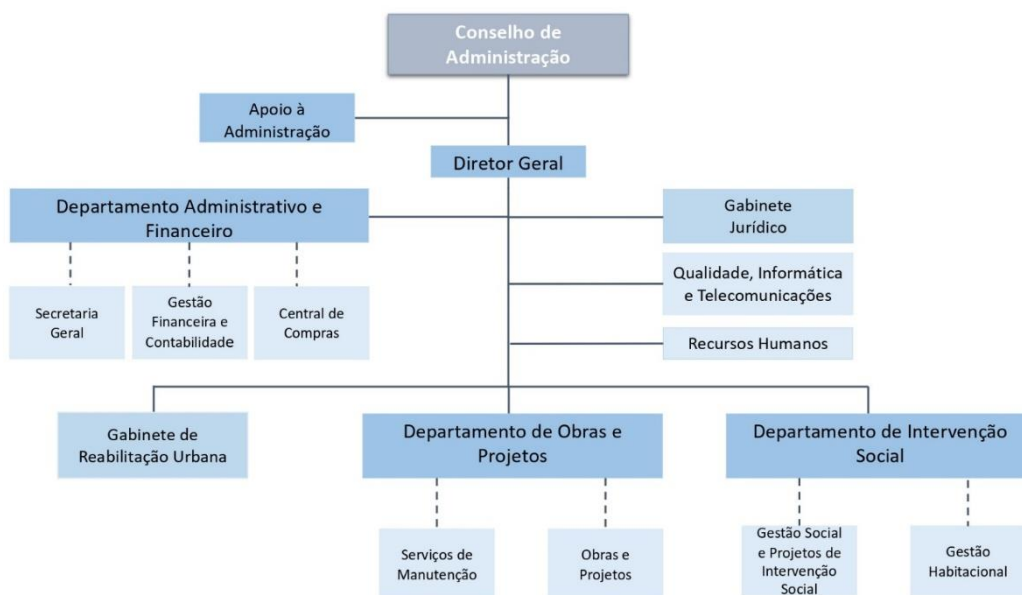 Conselho de
Administração
Apoio à
Administração
Diretor Geral
Departamento Administrativo e
Financeiro
Gabinete
Jurídico
Qualidade, Informática
e Telecomunicações
Secretaria
Geral
Gestão
Financeira e
Contabilidade
Central de
Compras
Recursos Humanos
Gabinete de
Reabilitação Urbana
Departamento de Obras e
Projetos
Departamento de Intervenção
Social
Serviços de
Manutenção
Obras e
Projetos
Gestão Social
e Projetos de
Intervenção
Social
Gestão
Habitacional